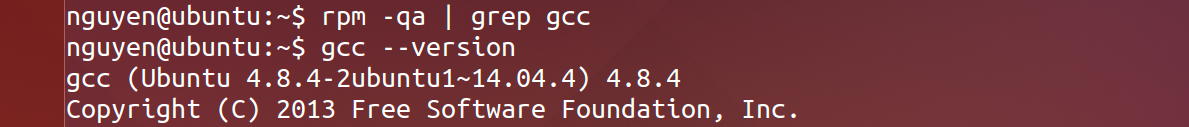 nguyen@ubuntu:~$ rpm -qa | grep gcc
nguyen@ubuntu:~$ gcc --version
gcc (Ubuntu 4.8.4-2ubuntu1~14.04.4) 4.8.4
Copyright (C) 2013 Free Software Foundation, Inc.